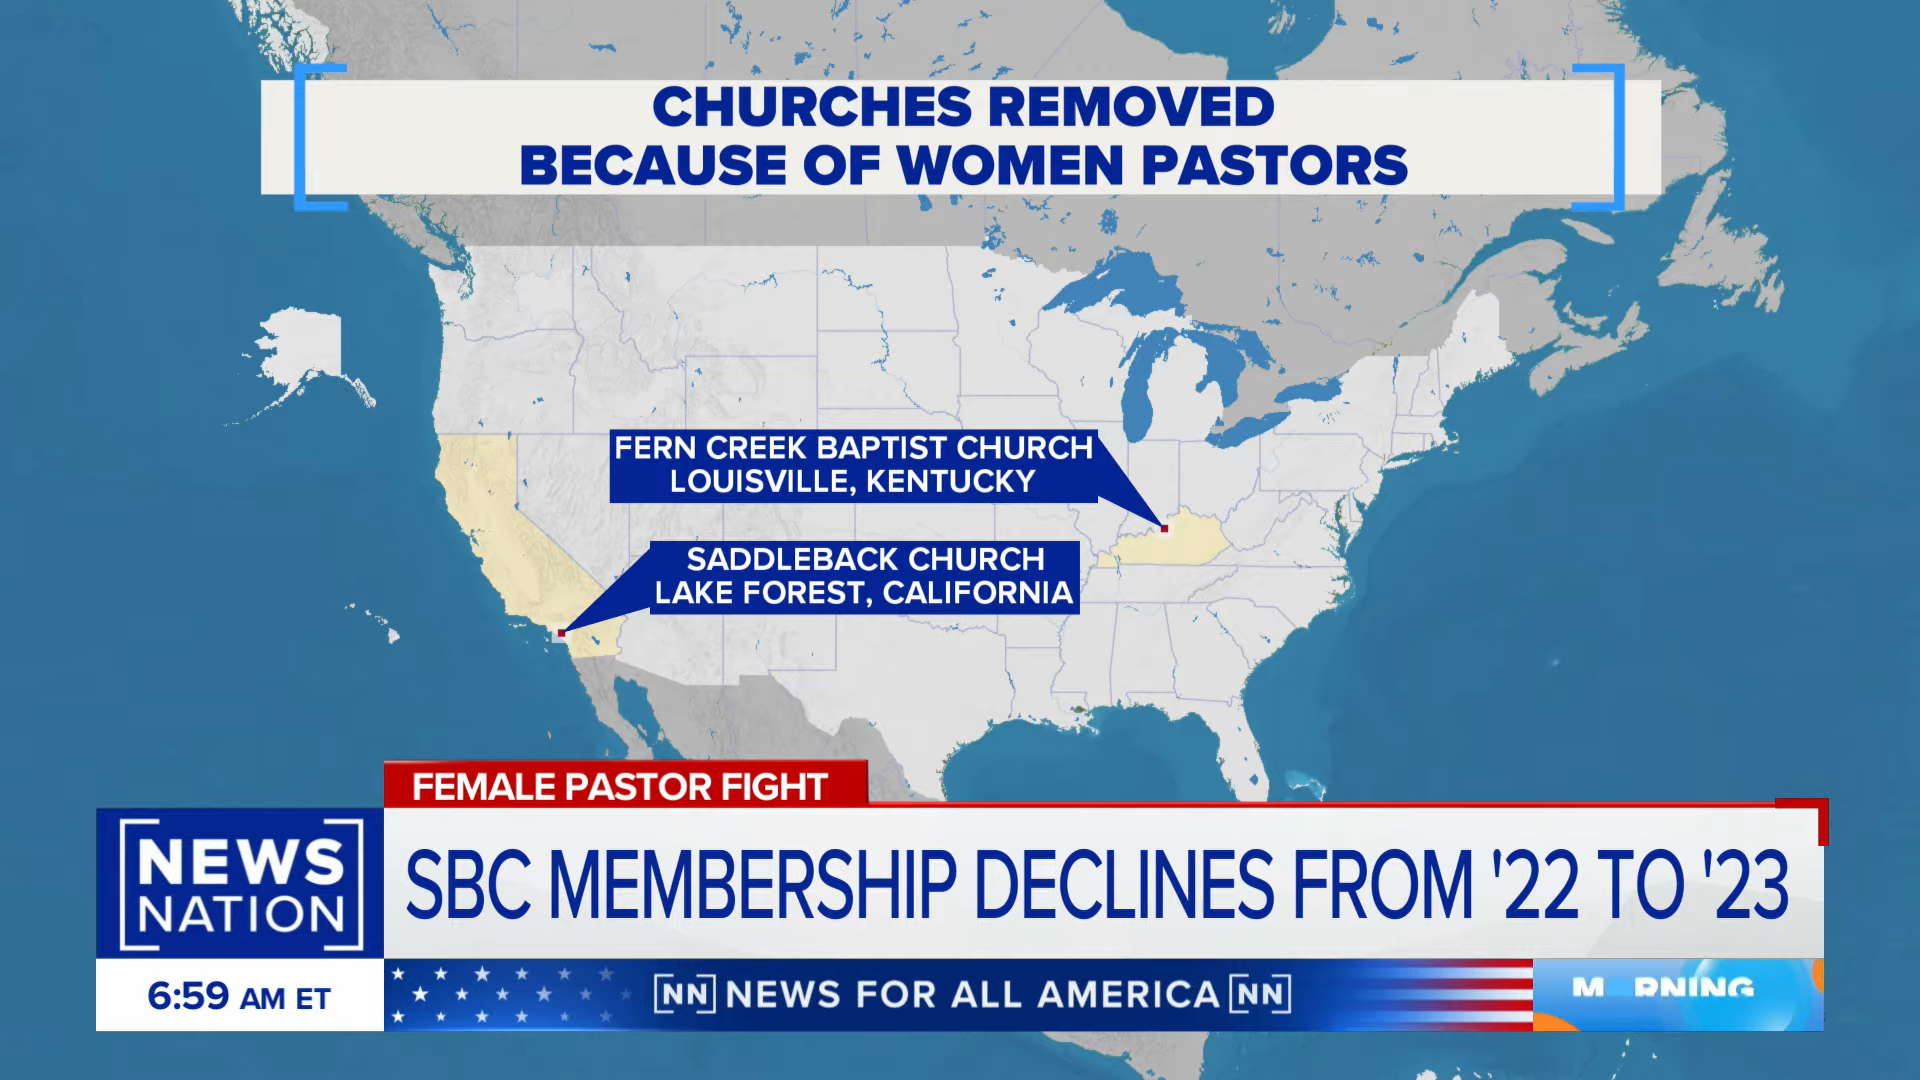 CHURCHES REMOVED
BECAUSE OF WOMEN PASTORS
FERN CREEK BAPTIST CHURCH
LOUISVILLE, KENTUCKY
SADDLEBACK CHURCH
LAKE FOREST, CALIFORNIA
FEMALE PASTOR FIGHT
NEWS
NATION
SBC MEMBERSHIP DECLINES FROM '22 TO '23
6:59 AM ET
NN NEWS FOR ALL AMERICA NN
M RNING